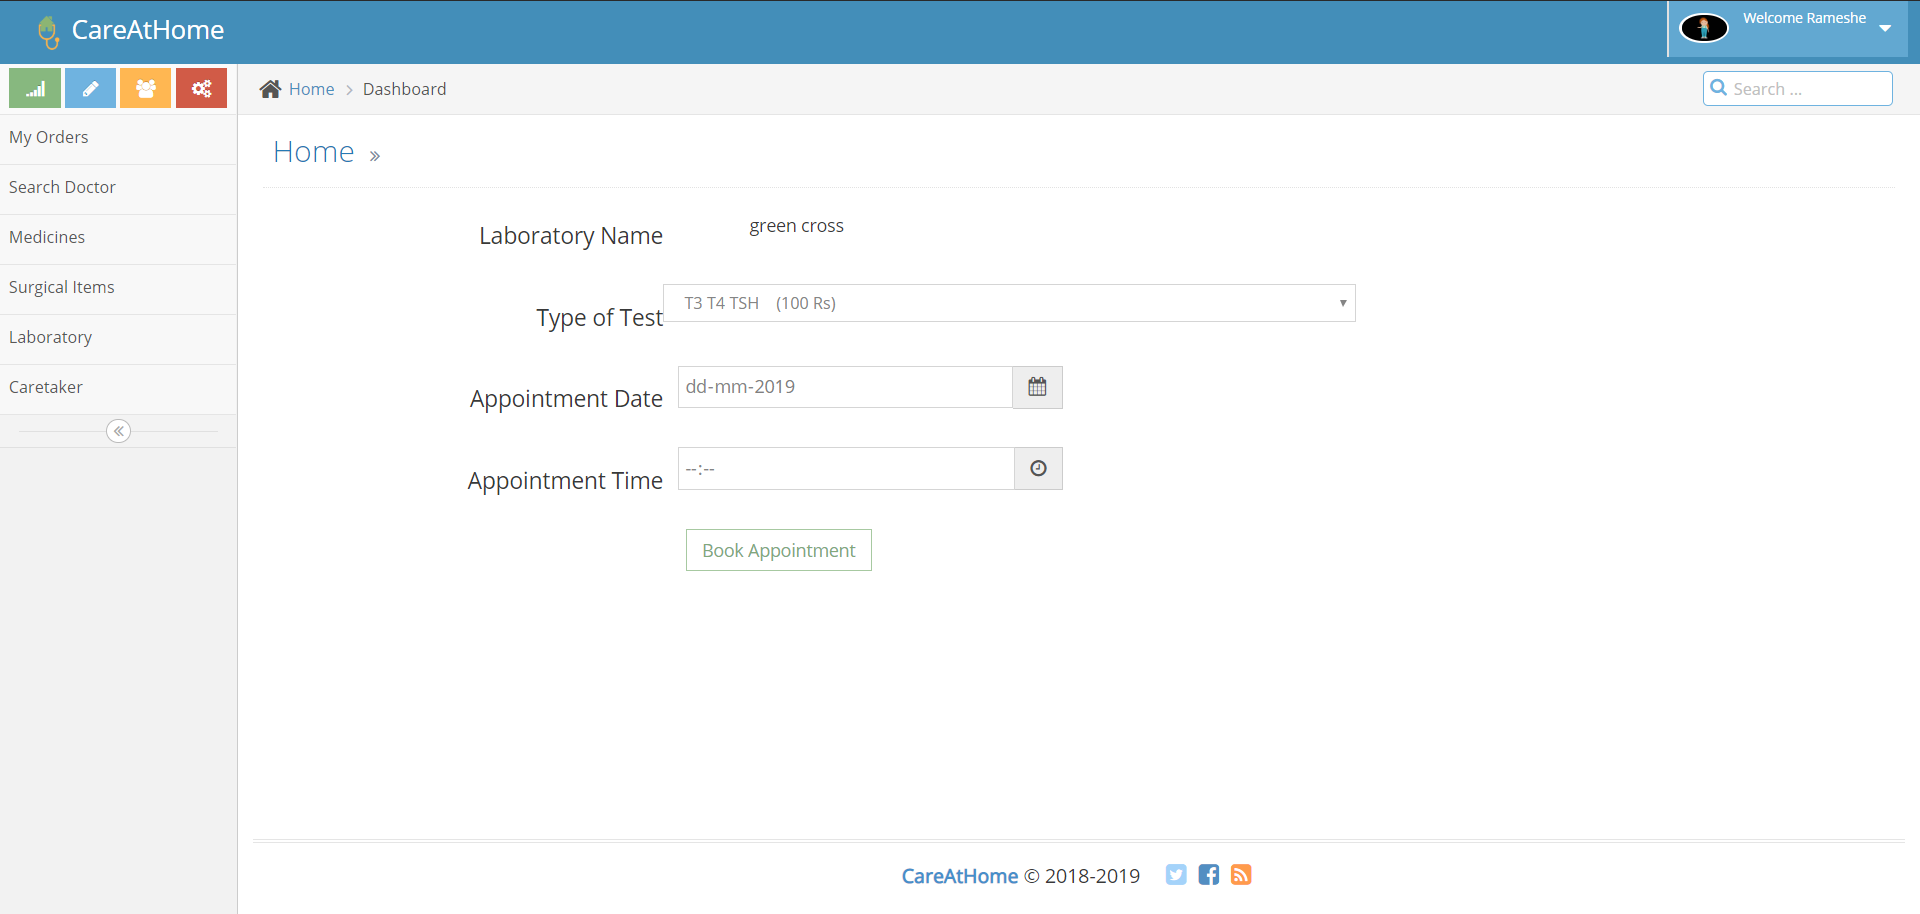 CareAtHome
Welcome Rameshe
Home Dashboard
Search ...
My Orders
Search Doctor
Medicines
Surgical Items
Laboratory
Caretaker
Home »
Laboratory Name green cross
Type of Test T3 T4 TSH (100 Rs)
Appointment Date dd-mm-2019
Appointment Time --:--
Book Appointment
CareAtHome © 2018-2019